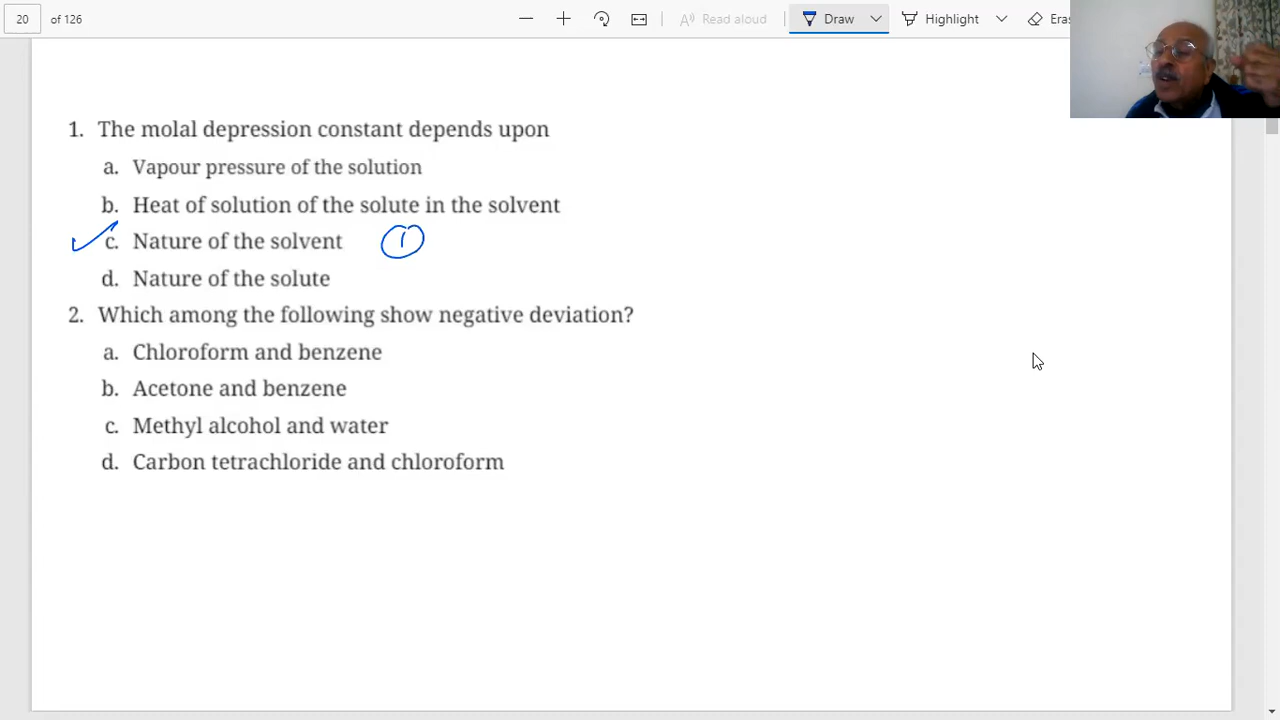 20 of 126
Read aloud
Draw
Highlight
Eras
1. The molal depression constant depends upon
a. Vapour pressure of the solution
b. Heat of solution of the solute in the solvent
c. Nature of the solvent 1
d. Nature of the solute
2. Which among the following show negative deviation?
a. Chloroform and benzene
b. Acetone and benzene
c. Methyl alcohol and water
d. Carbon tetrachloride and chloroform